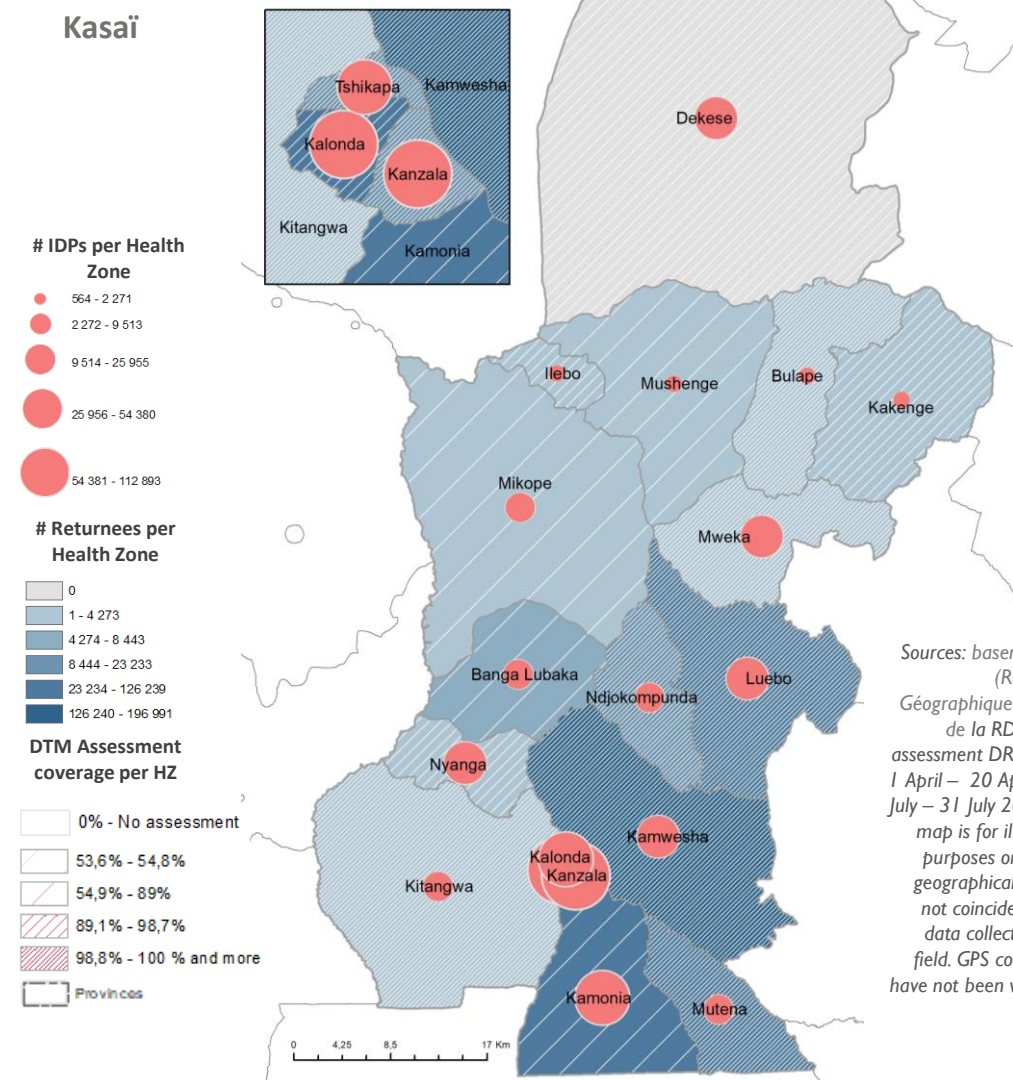 Kasaï
Tshikapa
Kamwesha
Kalonda
Kanzala
Kitangwa
Kamonia
# IDPs per Health
Zone
564 - 2 271
2 272 - 9 513
9 514 - 25 955
25 956 - 54 380
54 381 - 112 893
# Returnees per
Health Zone
0
1 - 4 273
4 274 - 8 443
8 444 - 23 233
23 234 - 126 239
126 240 - 196 991
DTM Assessment
coverage per HZ
0% - No assessment
53,6% - 54,8%
54,9% - 89%
89,1% - 98,7%
98,8% - 100 % and more
Provinces
Dekese
Ilebo
Mushenge
Bulape
Kakenge
Mikope
Mweka
Banga Lubaka
Ndjokompunda
Luebo
Nyanga
Kamwesha
Kalonda
Kanzala
Kitangwa
Kamonia
Mutena
0 4,25 8,5 17 Km
Sources:
Géographique
de la RD
assessment DR
1 April – 20 Ap
July – 31 July 2
map is for il
purposes o
geographical
not coincide
data collect
field. GPS co
have not been v